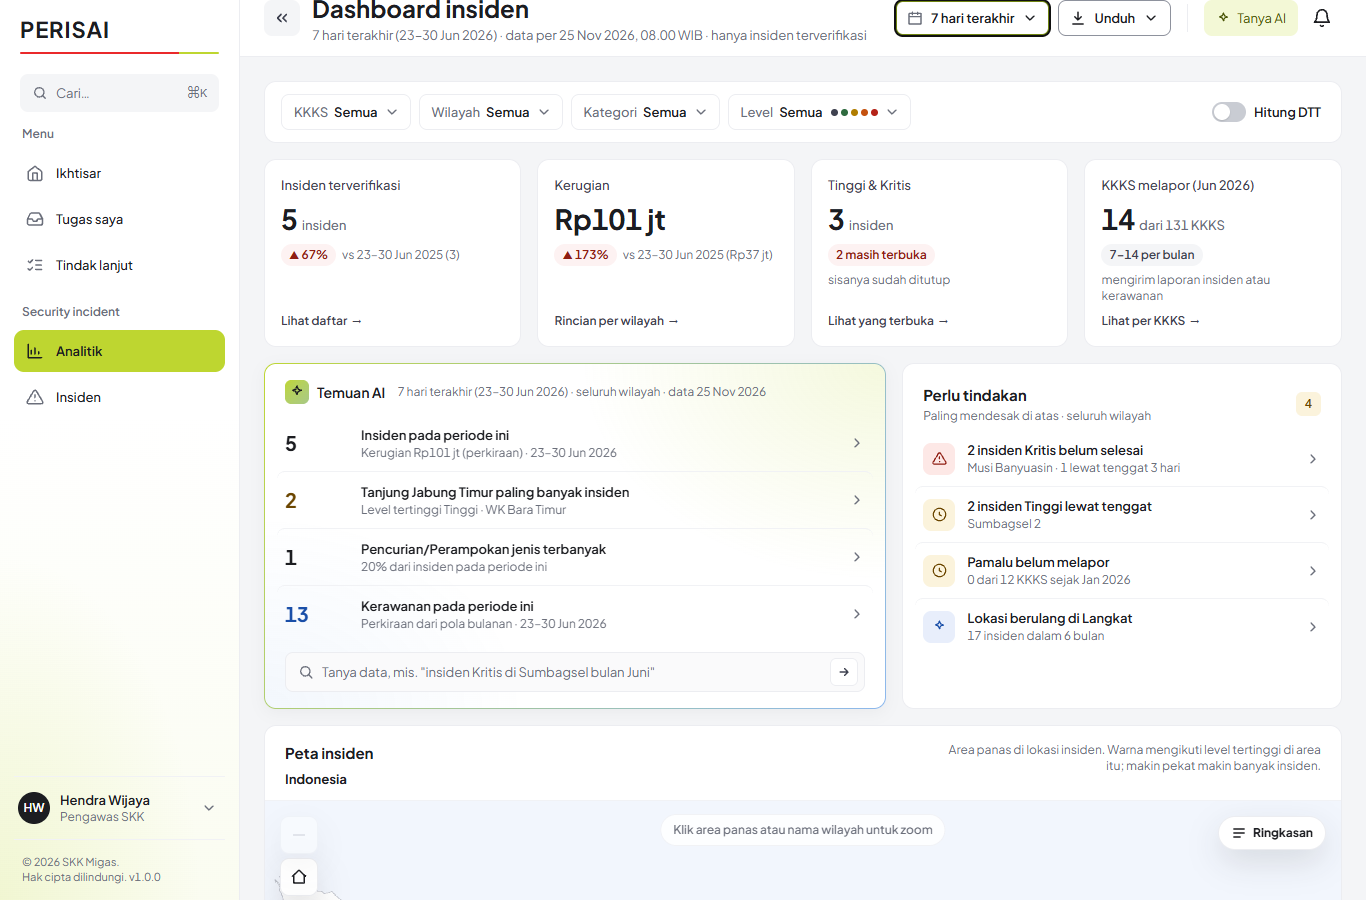 PERISAI
Cari...
⌘K
Menu
Ikhtisar
Tugas saya
Tindak lanjut
Security incident
Analitik
Insiden
HW
Hendra Wijaya
Pengawas SKK
© 2026 SKK Migas.
Hak cipta dilindungi. v1.0.0
Dashboard insiden
7 hari terakhir (23–30 Jun 2026) · data per 25 Nov 2026, 08.00 WIB · hanya insiden terverifikasi
7 hari terakhir
Unduh
Tanya AI
KKKS Semua
Wilayah Semua
Kategori Semua
Level Semua
Hitung DTT
Insiden terverifikasi
5 insiden
▲ 67% vs 23–30 Jun 2025 (3)
Lihat daftar →
Kerugian
Rp101 jt
▲ 173% vs 23–30 Jun 2025 (Rp37 jt)
Rincian per wilayah →
Tinggi & Kritis
3 insiden
2 masih terbuka
sisanya sudah ditutup
Lihat yang terbuka →
KKKS melapor (Jun 2026)
14 dari 131 KKKS
7–14 per bulan
mengirim laporan insiden atau
kerawanan
Lihat per KKKS →
Temuan AI 7 hari terakhir (23–30 Jun 2026) · seluruh wilayah · data 25 Nov 2026
5
Insiden pada periode ini
Kerugian Rp101 jt (perkiraan) · 23–30 Jun 2026
2
Tanjung Jabung Timur paling banyak insiden
Level tertinggi Tinggi · WK Bara Timur
1
Pencurian/Perampokan jenis terbanyak
20% dari insiden pada periode ini
13
Kerawanan pada periode ini
Perkiraan dari pola bulanan · 23–30 Jun 2026
Tanya data, mis. "insiden Kritis di Sumbagsel bulan Juni"
Perlu tindakan
Paling mendesak di atas · seluruh wilayah
4
2 insiden Kritis belum selesai
Musi Banyuasin · 1 lewat tenggat 3 hari
2 insiden Tinggi lewat tenggat
Sumbagsel 2
Pamalu belum melapor
0 dari 12 KKKS sejak Jan 2026
Lokasi berulang di Langkat
17 insiden dalam 6 bulan
Peta insiden
Indonesia
Area panas di lokasi insiden. Warna mengikuti level tertinggi di area
itu; makin pekat makin banyak insiden.
Klik area panas atau nama wilayah untuk zoom
Ringkasan